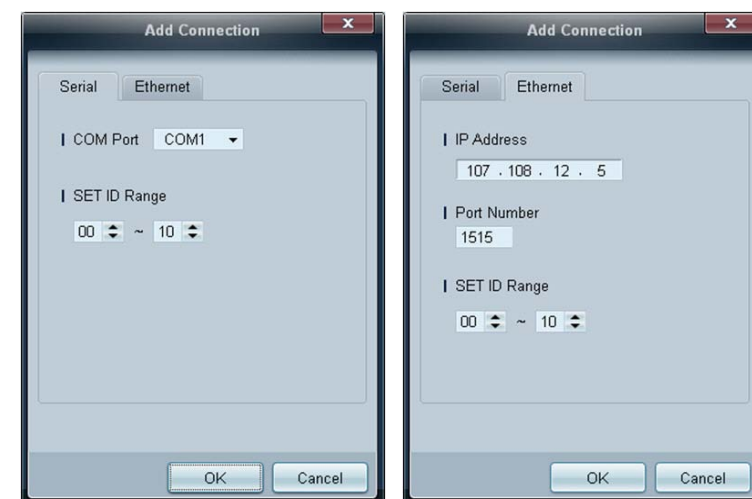 Add Connection
x
Serial Ethernet
| COM Port COM1
| SET ID Range
00 ~ 10
OK Cancel
Add Connection
x
Serial Ethernet
| IP Address
107 . 108 . 12 . 5
| Port Number
1515
| SET ID Range
00 ~ 10
OK Cancel